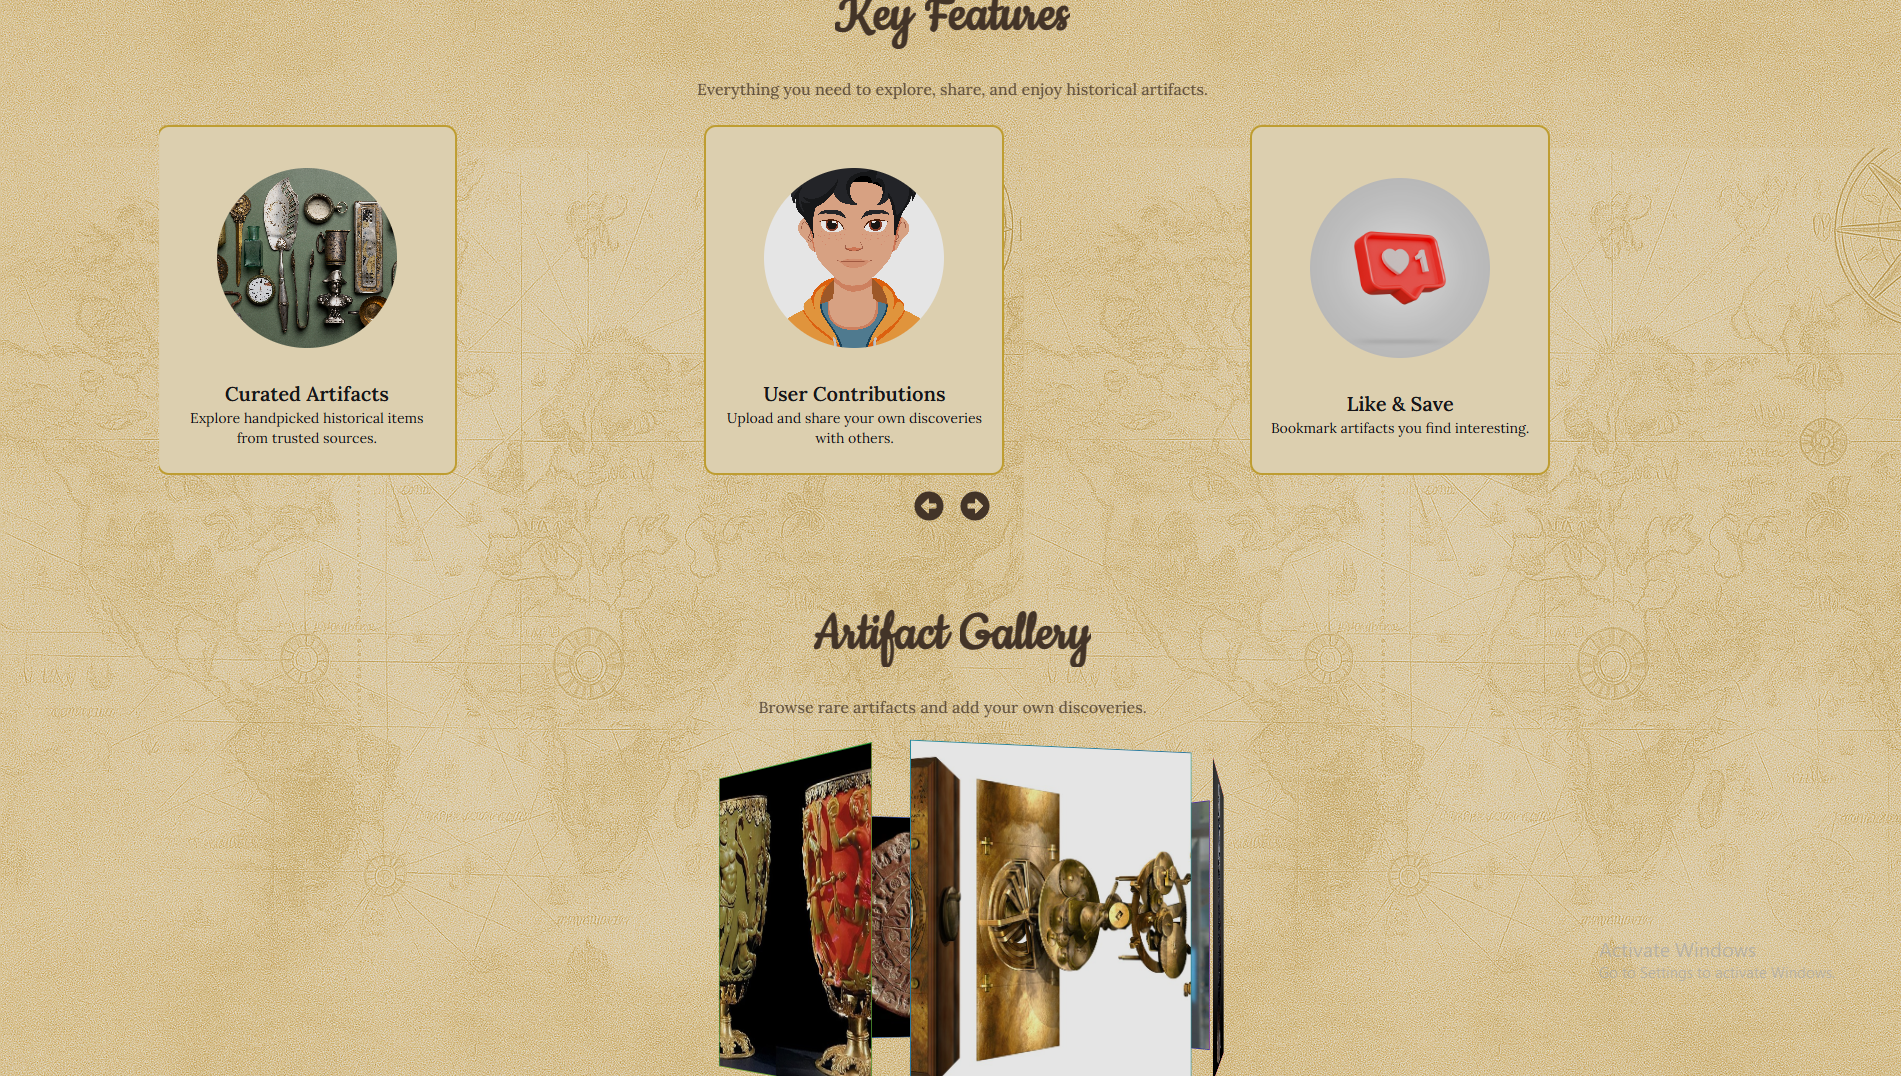 Key Features
Everything you need to explore, share, and enjoy historical artifacts.
Curated Artifacts
Explore handpicked historical items
from trusted sources.
User Contributions
Upload and share your own discoveries
with others.
1
Like & Save
Bookmark artifacts you find interesting.
Artifact Gallery
Browse rare artifacts and add your own discoveries.
Activate Windows
Go to Settings to activate Windows.